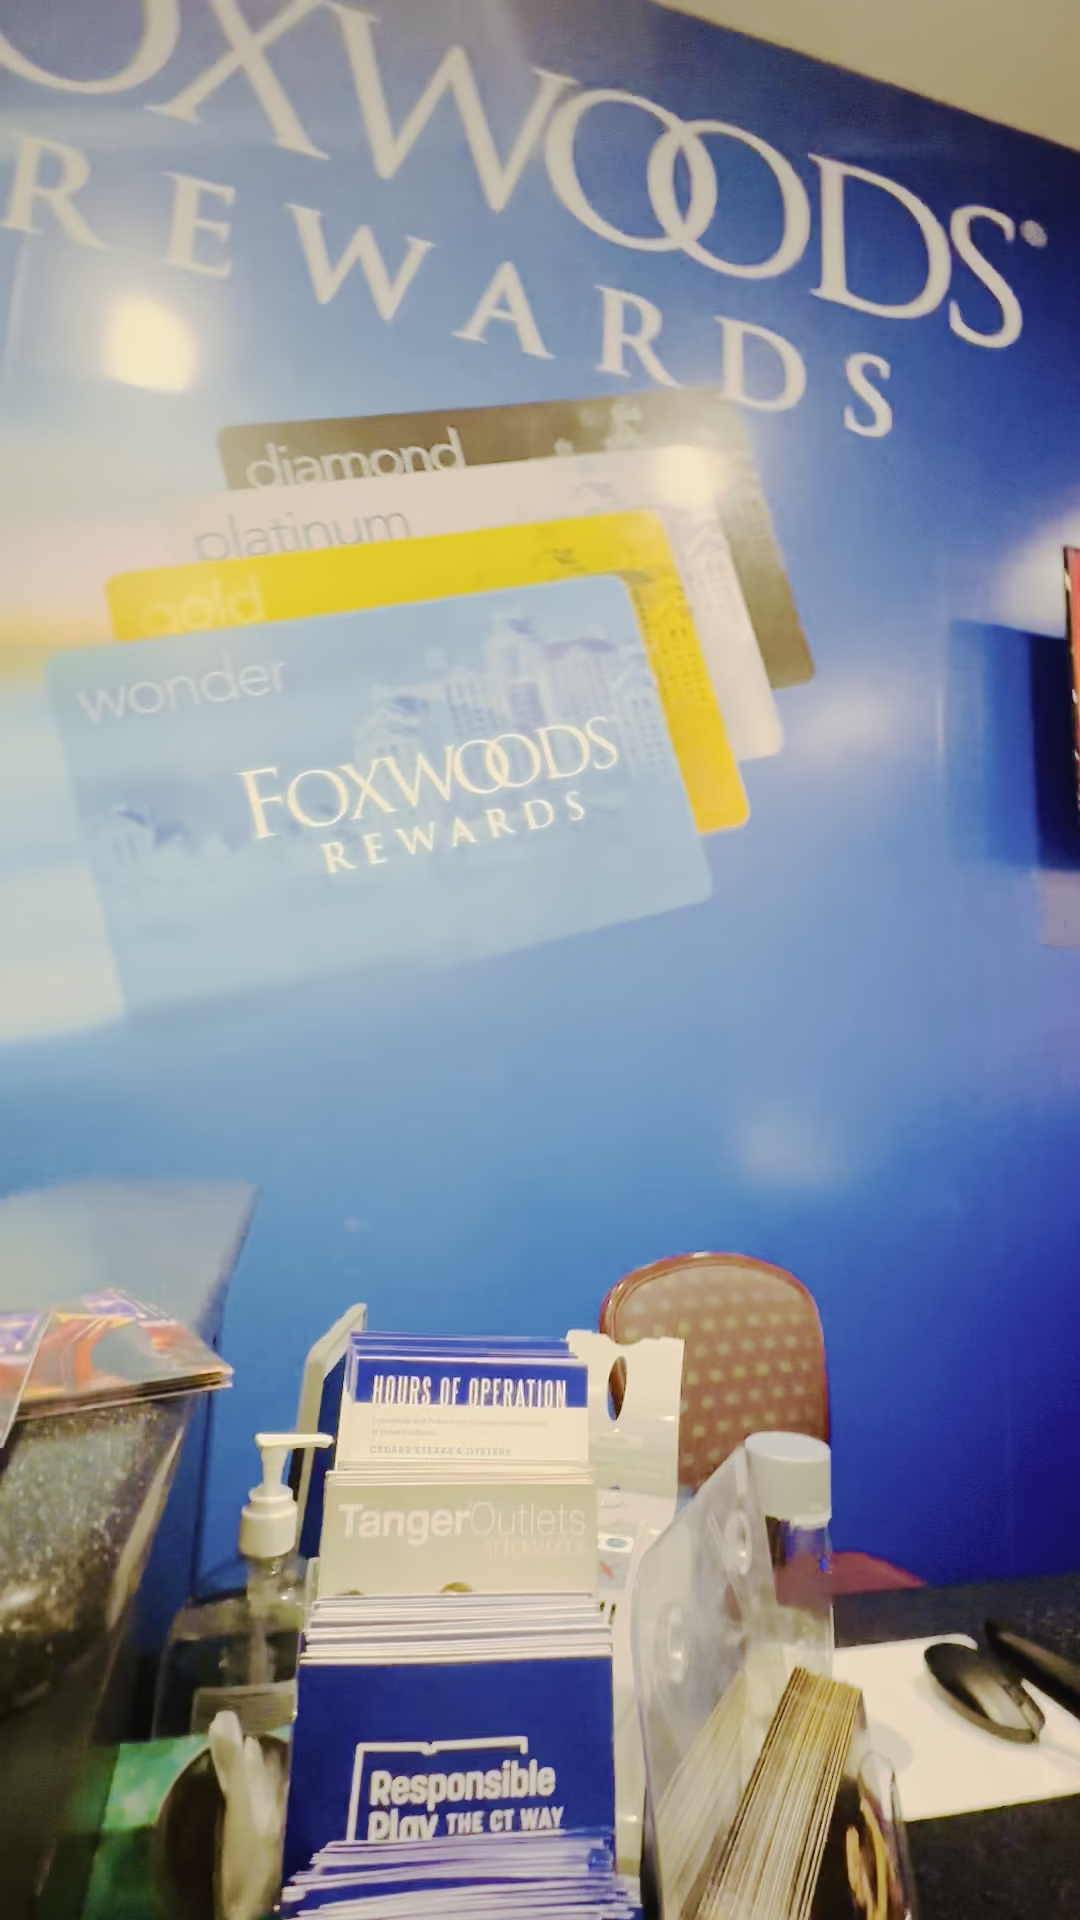 OXWOODS®
REWARDS
diamond
platinum
gold
wonder
FOXWOODS
REWARDS
HOURS OF OPERATION
CEDARS STEAKS & OYSTERS
TangerOutlets
Responsible
Play THE CT WAY